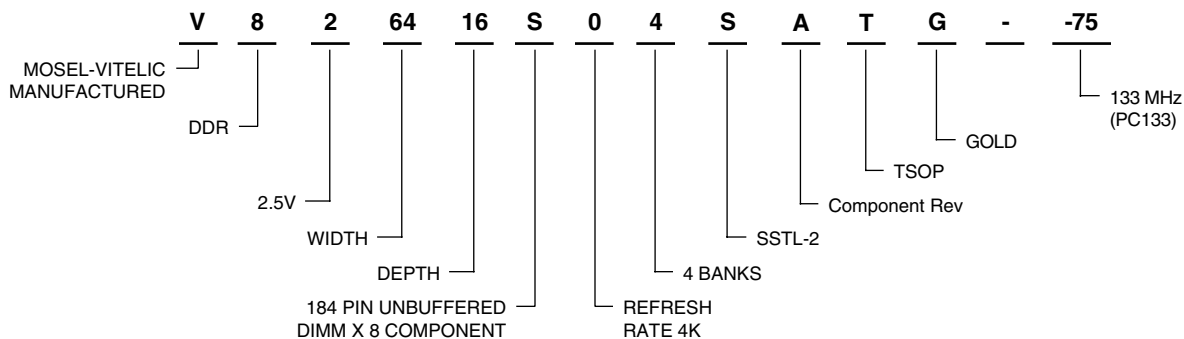 V 8 2 64 16 S 0 4 S A T G - -75
MOSEL-VITELIC
MANUFACTURED
133 MHz
(PC133)
DDR
GOLD
TSOP
2.5V
Component Rev
WIDTH
SSTL-2
DEPTH
4 BANKS
184 PIN UNBUFFERED
DIMM X 8 COMPONENT
REFRESH
RATE 4K